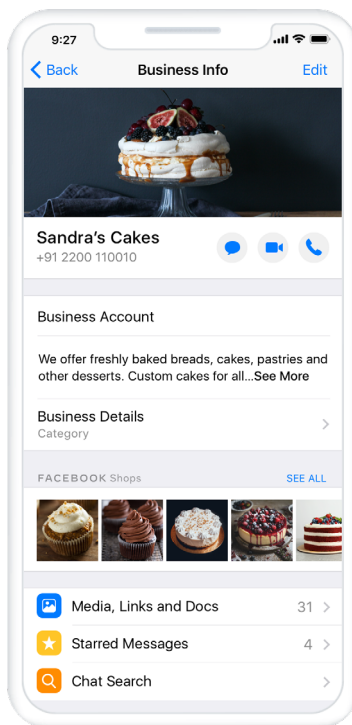 9:27
Back Business Info Edit
Sandra's Cakes
+91 2200 110010
Business Account
We offer freshly baked breads, cakes, pastries and
other desserts. Custom cakes for all...See More
Business Details
Category
FACEBOOK Shops SEE ALL
Media, Links and Docs 31
Starred Messages 4
Chat Search